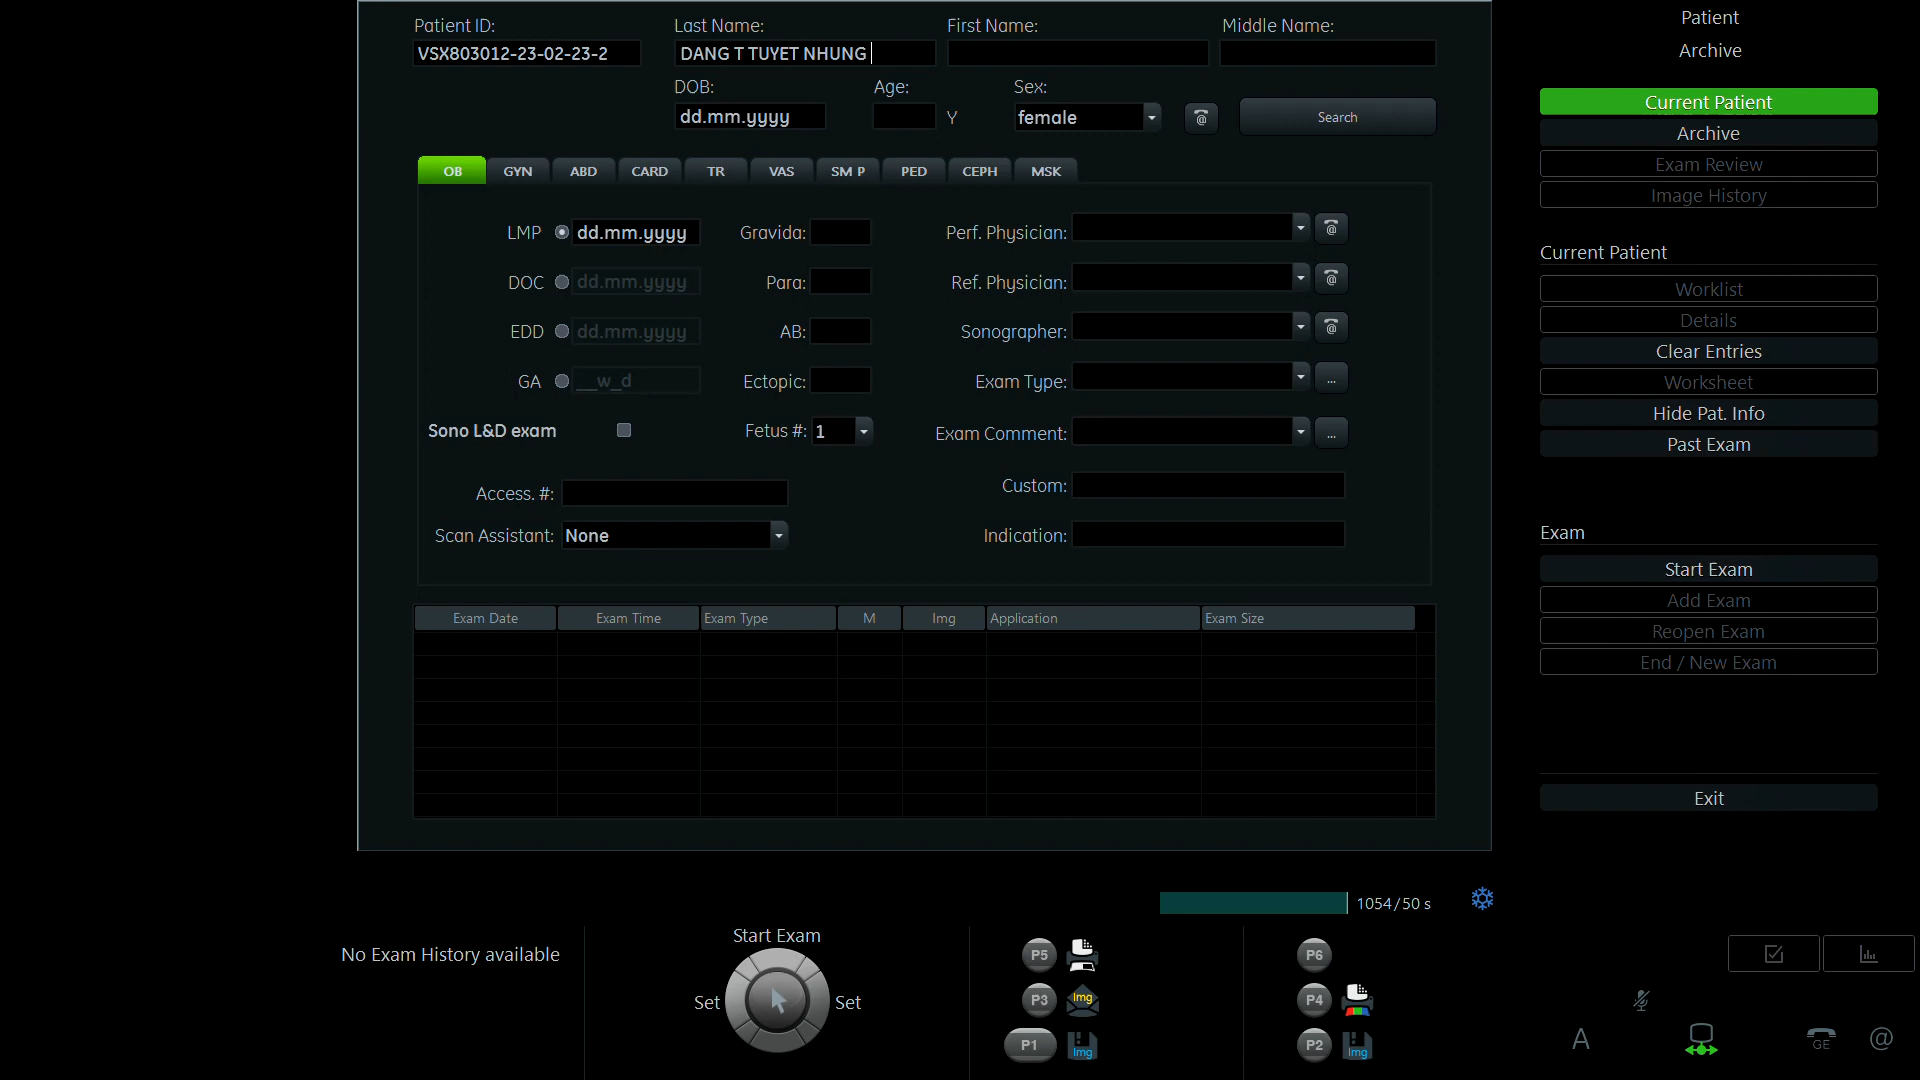 Patient ID: Last Name: First Name: Middle Name:
VSX803012-23-02-23-2 DANG T TUYET NHUNG
DOB: Age: Sex:
dd.mm.yyyy Y female @ Search
OB GYN ABD CARD TR VAS SM P PED CEPH MSK
LMP dd.mm.yyyy Gravida: Perf. Physician: @
DOC dd.mm.yyyy Para: Ref. Physician: @
EDD dd.mm.yyyy AB: Sonographer: @
GA __w_d Ectopic: Exam Type: ...
Sono L&D exam Fetus #: 1 Exam Comment: ...
Access. #: Custom:
Scan Assistant: None Indication:
Exam Date Exam Time Exam Type M Img Application Exam Size
1054/50 s
No Exam History available
Start Exam
Set Set
P5 P6
P3 Img P4
P1 Img P2 Img
Patient
Archive
Current Patient
Archive
Exam Review
Image History
Current Patient
Worklist
Details
Clear Entries
Worksheet
Hide Pat. Info
Past Exam
Exam
Start Exam
Add Exam
Reopen Exam
End / New Exam
Exit
A GE @